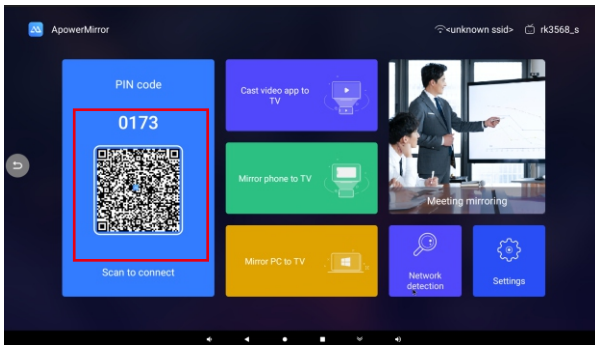 ApowerMirror
<unknown ssid>
rk3568_s
PIN code
0173
Scan to connect
Cast video app to
TV
Mirror phone to TV
Mirror PC to TV
Meeting mirroring
Network
detection
Settings